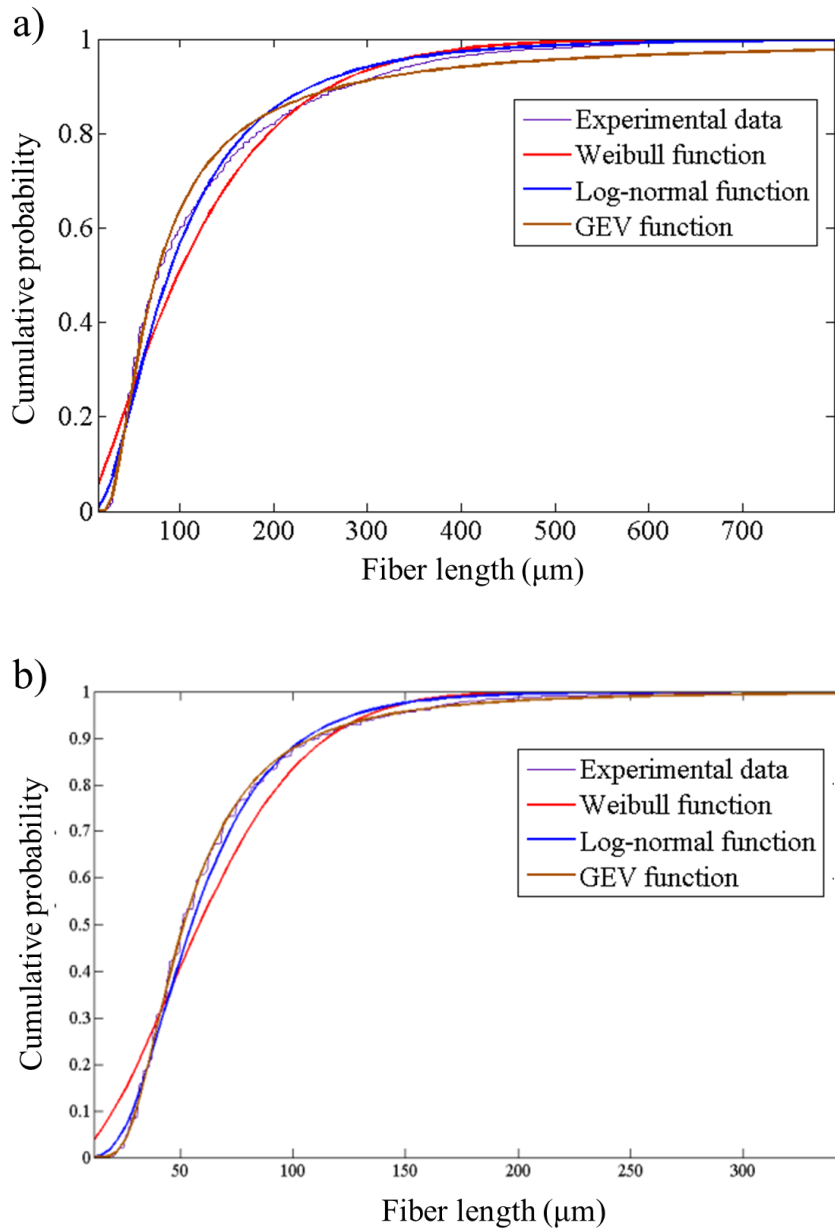 a)
1
0.8
0.6
0.4
0.2
0
Cumulative probability
Experimental data
Weibull function
Log-normal function
GEV function
100 200 300 400 500 600 700
Fiber length (μm)
b)
1
0.9
0.8
0.7
0.6
0.5
0.4
0.3
0.2
0.1
0
Cumulative probability
Experimental data
Weibull function
Log-normal function
GEV function
50 100 150 200 250 300
Fiber length (μm)